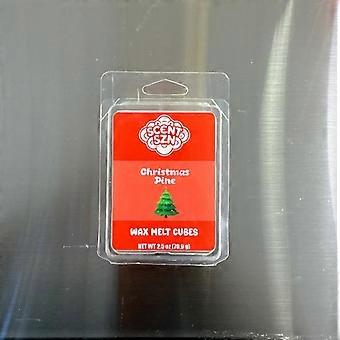 SCENT
SZN
Christmas
Pine
WAX MELT CUBES
NET WT 2.5 oz (70.9 g)